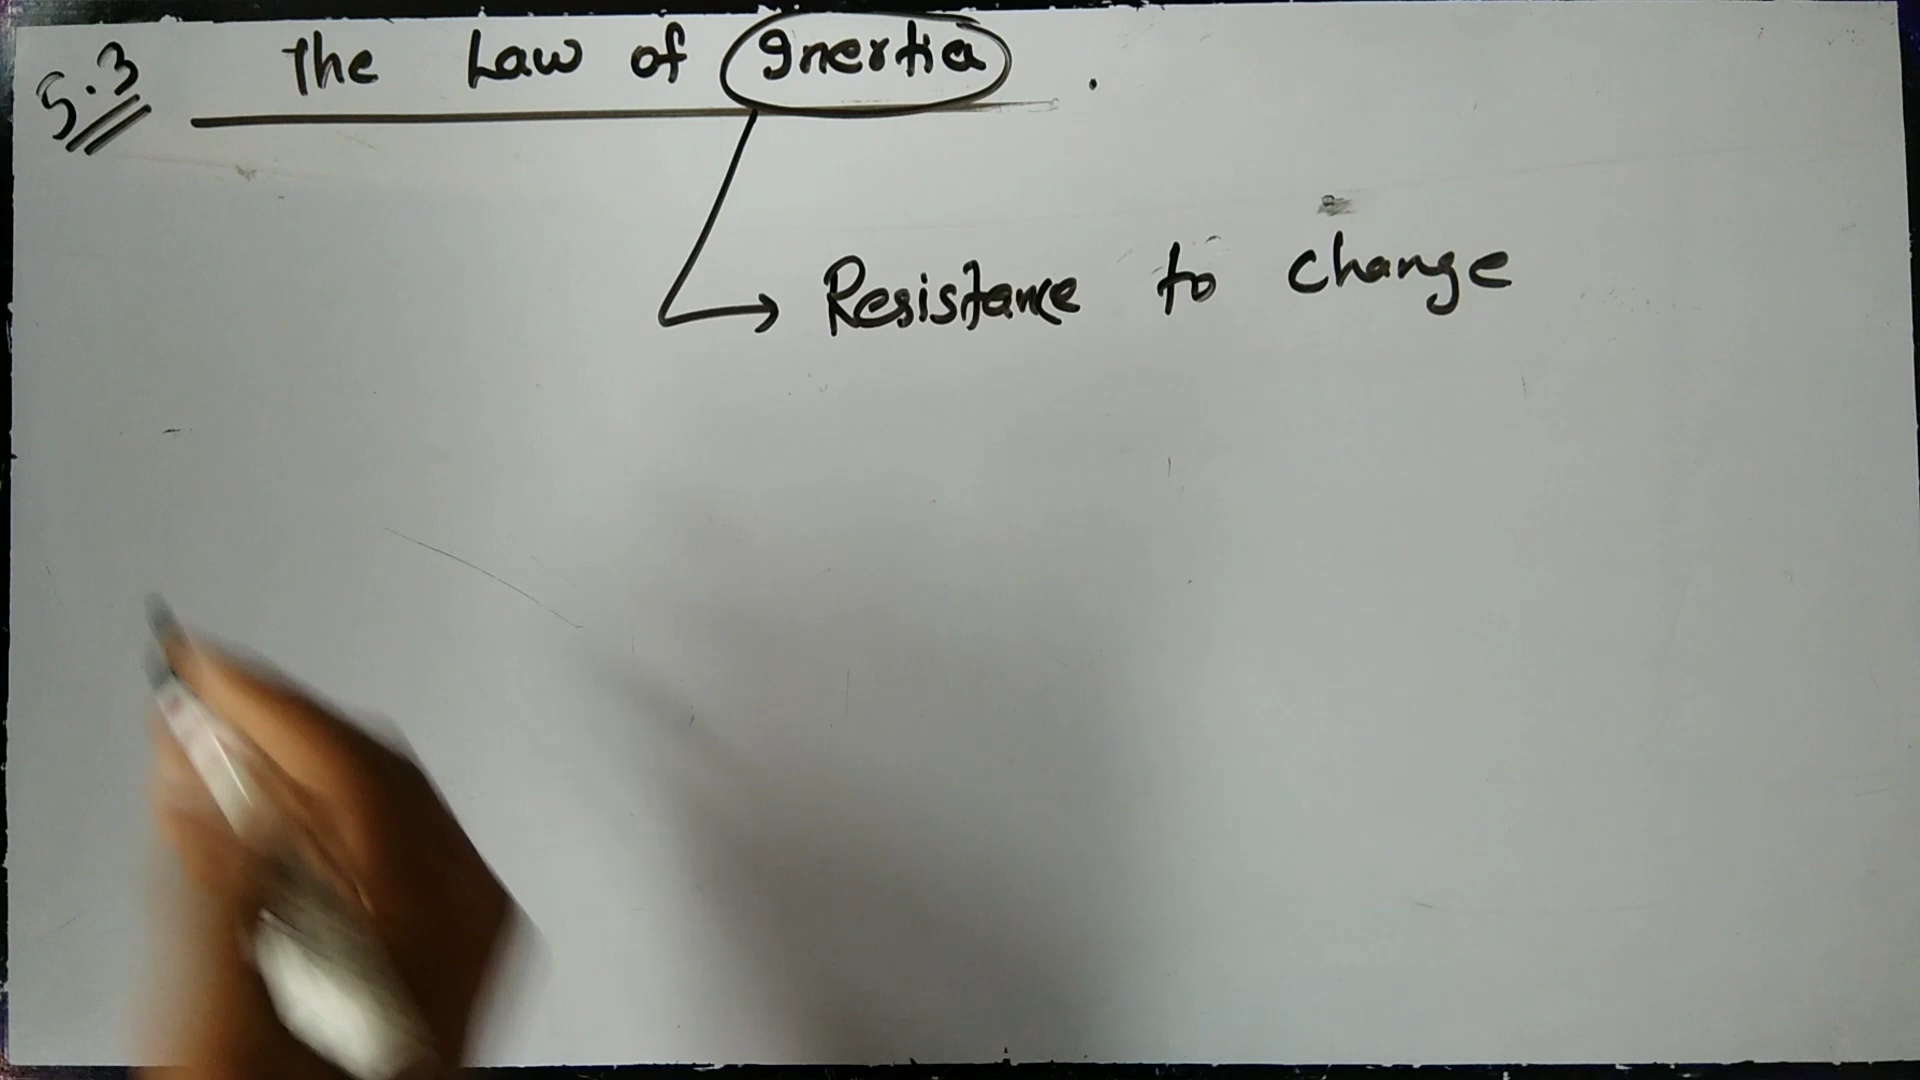 5.3 The Law of Inertia.
Resistance to change